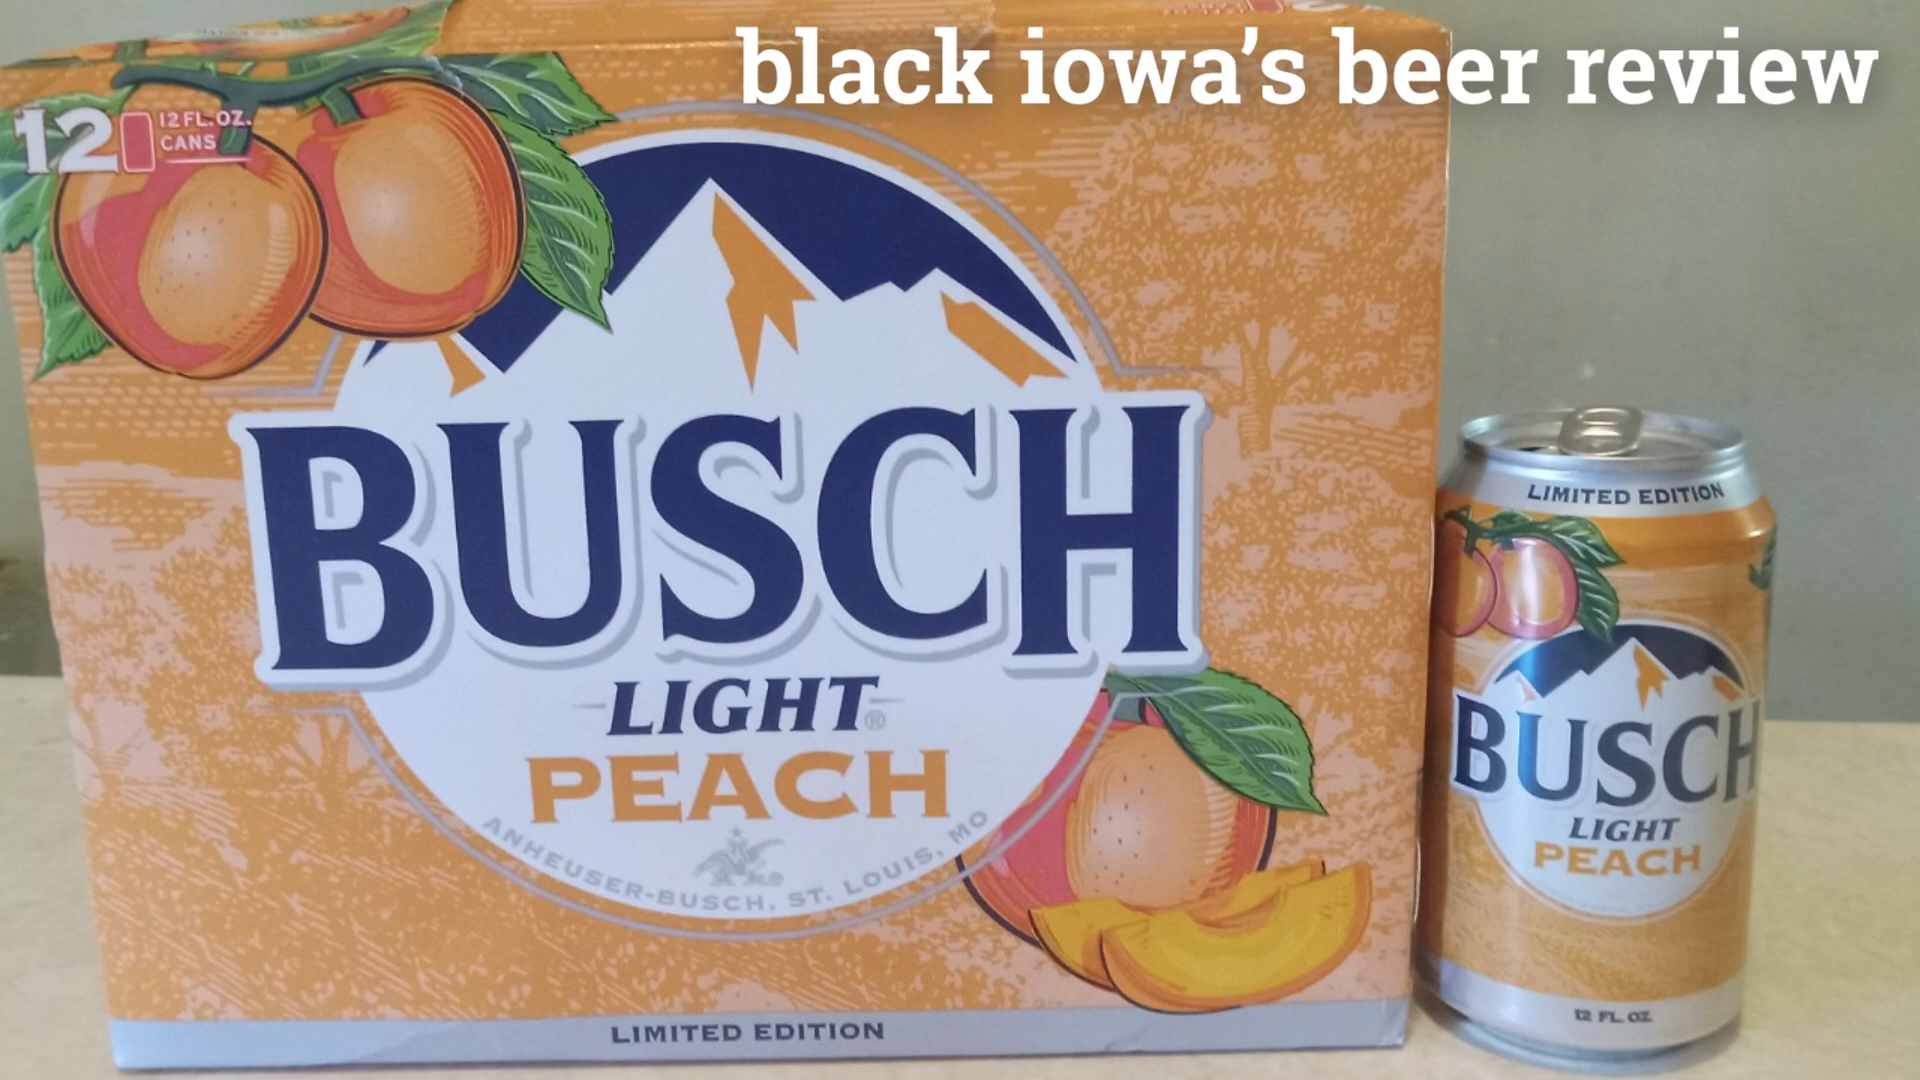 black iowa's beer review
12 12 FL. OZ.
CANS
BUSCH
LIGHT®
PEACH
ANHEUSER-BUSCH, ST. LOUIS, MO
LIMITED EDITION
LIMITED EDITION
BUSCH
LIGHT
PEACH
12 FL. OZ.